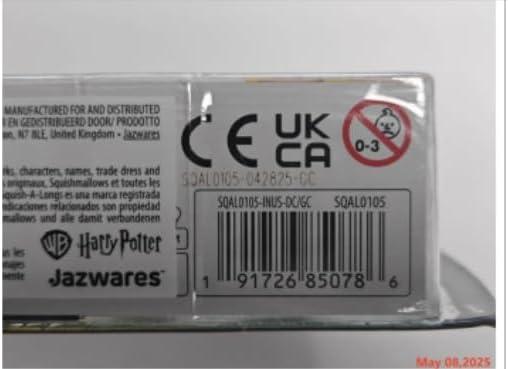 MANUFACTURED FOR AND DISTRIBUTED
EN GEDISTRIBUEERD DOOR/ PRODOTTO
N7 8LE, United Kingdom • Jazwares
characters, names, trade dress and
originaux, Squishmallows et toutes les
Squish-A-Longs es una marca registrada
indicaciones relacionados son propiedad
mallows und alle damit verbundenen
WB Harry Potter
Jazwares
CE UK CA 0-3
SQAL0105-042825-GC
SQAL0105-INUS-DC/GC SQAL0105
1 91726 85078 6
May 08,2025